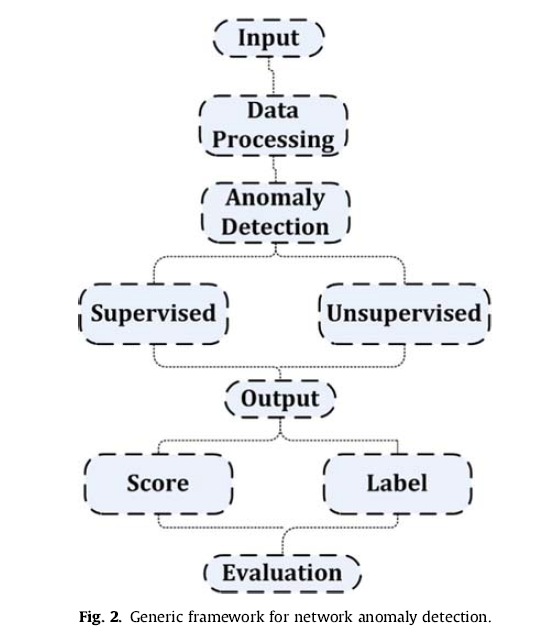 Input
Data
Processing
Anomaly
Detection
Supervised
Unsupervised
Output
Score
Label
Evaluation
Fig. 2. Generic framework for network anomaly detection.